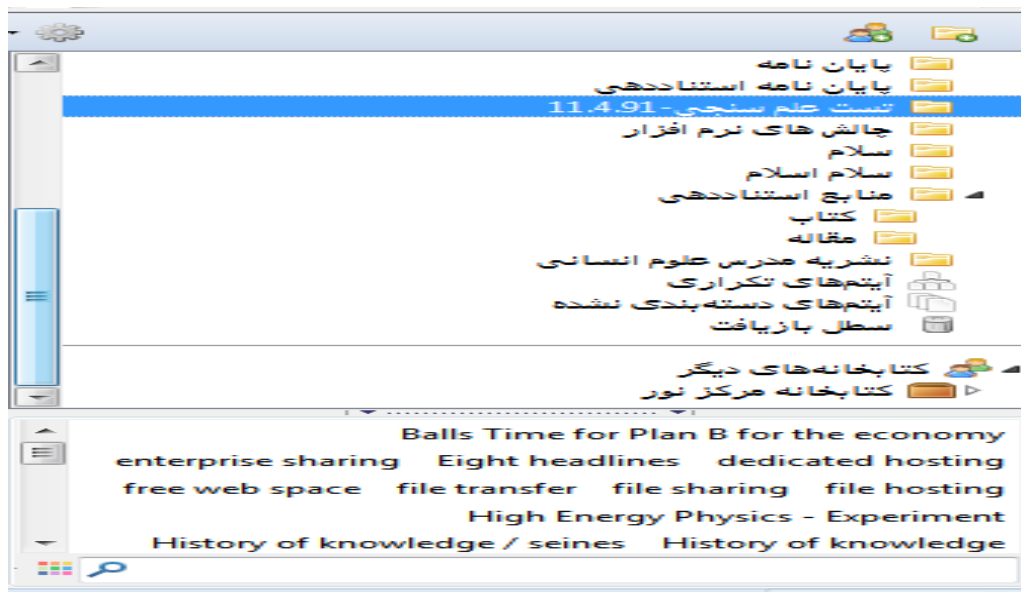 پایان نامه
پایان نامه استناددهی
تست علم سنجي-11.4.91
چالش های نرم افزار
سلام
سلام اسلام
منابع استناددهی
کتاب
مقاله
نشریه مدرس علوم انسانی
آیتم‌های تکراری
آیتم‌های دسته‌بندی نشده
سطل بازیافت
کتابخانه‌های دیگر
کتابخانه مرکز نور
Balls Time for Plan B for the economy
enterprise sharing Eight headlines dedicated hosting
free web space file transfer file sharing file hosting
High Energy Physics - Experiment
History of knowledge / seines History of knowledge